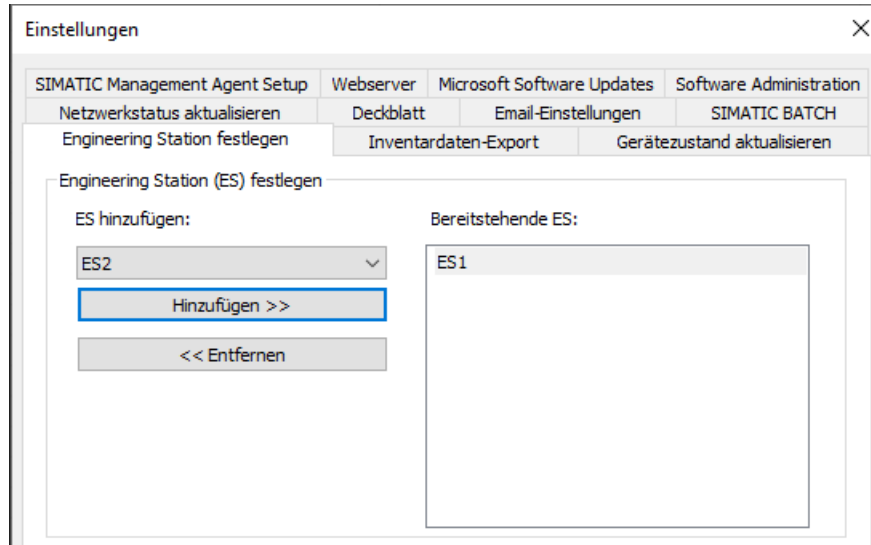 Einstellungen
SIMATIC Management Agent Setup Webserver Microsoft Software Updates Software Administration
Netzwerkstatus aktualisieren Deckblatt Email-Einstellungen SIMATIC BATCH
Engineering Station festlegen Inventardaten-Export Gerätezustand aktualisieren
Engineering Station (ES) festlegen
ES hinzufügen: Bereitstehende ES:
ES2 ES1
Hinzufügen >>
<< Entfernen